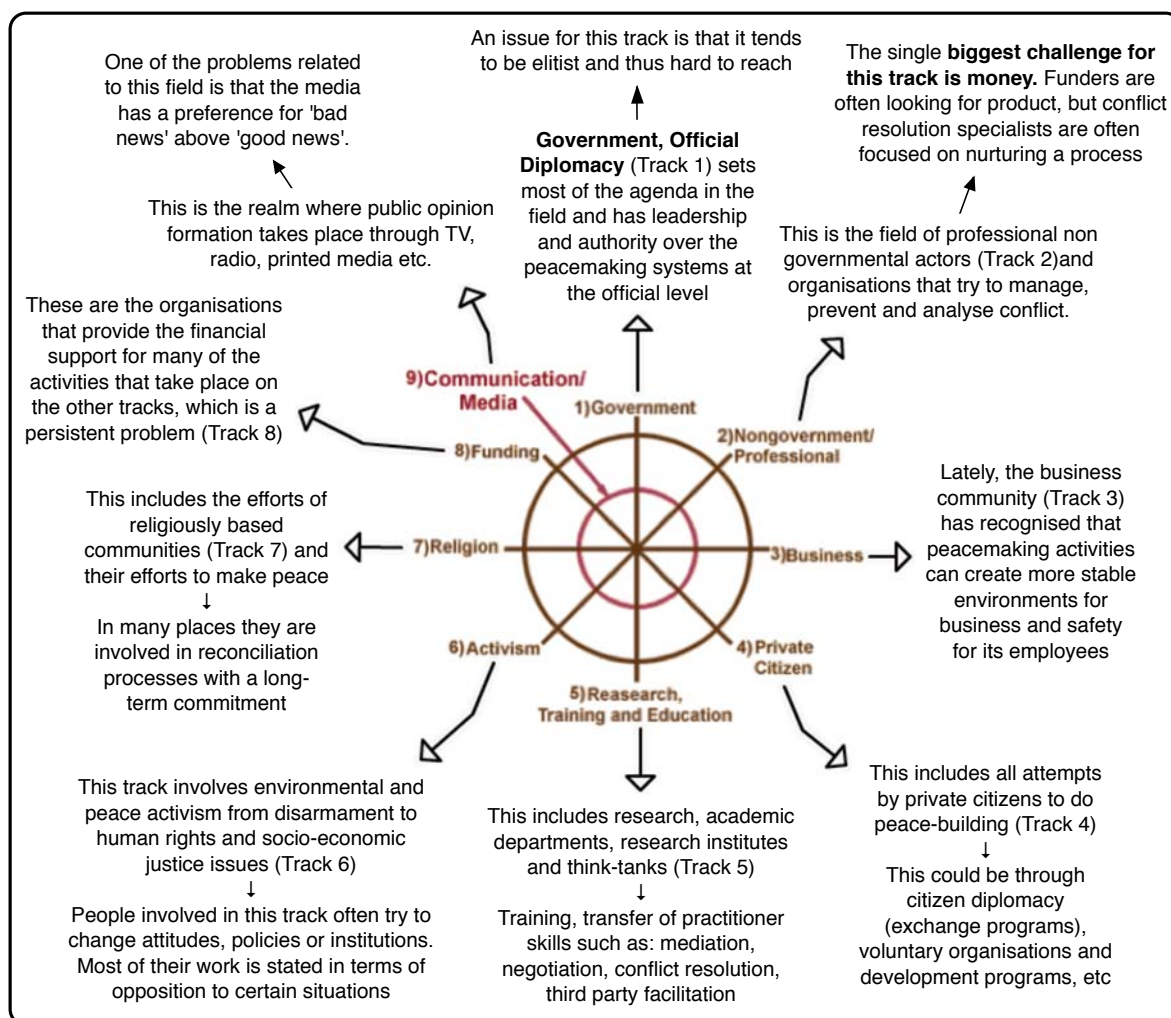 An issue for this track is that it tends
to be elitist and thus hard to reach
One of the problems related
to this field is that the media
has a preference for 'bad
news' above 'good news'.
The single biggest challenge for
this track is money. Funders are
often looking for product, but conflict
resolution specialists are often
focused on nurturing a process
Government, Official
Diplomacy (Track 1) sets
most of the agenda in the
field and has leadership
and authority over the
peacemaking systems at
the official level
This is the realm where public opinion
formation takes place through TV,
radio, printed media etc.
This is the field of professional non
governmental actors (Track 2)and
organisations that try to manage,
prevent and analyse conflict.
These are the organisations
that provide the financial
support for many of the
activities that take place on
the other tracks, which is a
persistent problem (Track 8)
9)Communication/
Media
1)Government
2)Nongovernment/
Professional
8)Funding
Lately, the business
community (Track 3)
has recognised that
peacemaking activities
can create more stable
environments for
business and safety
for its employees
This includes the efforts of
religiously based
communities (Track 7) and
their efforts to make peace
In many places they are
involved in reconciliation
processes with a long-
term commitment
7)Religion
3)Business
6)Activism
4)Private
Citizen
5)Reasearch,
Training and Education
This track involves environmental and
peace activism from disarmament to
human rights and socio-economic
justice issues (Track 6)
People involved in this track often try to
change attitudes, policies or institutions.
Most of their work is stated in terms of
opposition to certain situations
This includes research, academic
departments, research institutes
and think-tanks (Track 5)
Training, transfer of practitioner
skills such as: mediation,
negotiation, conflict resolution,
third party facilitation
This includes all attempts
by private citizens to do
peace-building (Track 4)
This could be through
citizen diplomacy
(exchange programs),
voluntary organisations and
development programs, etc